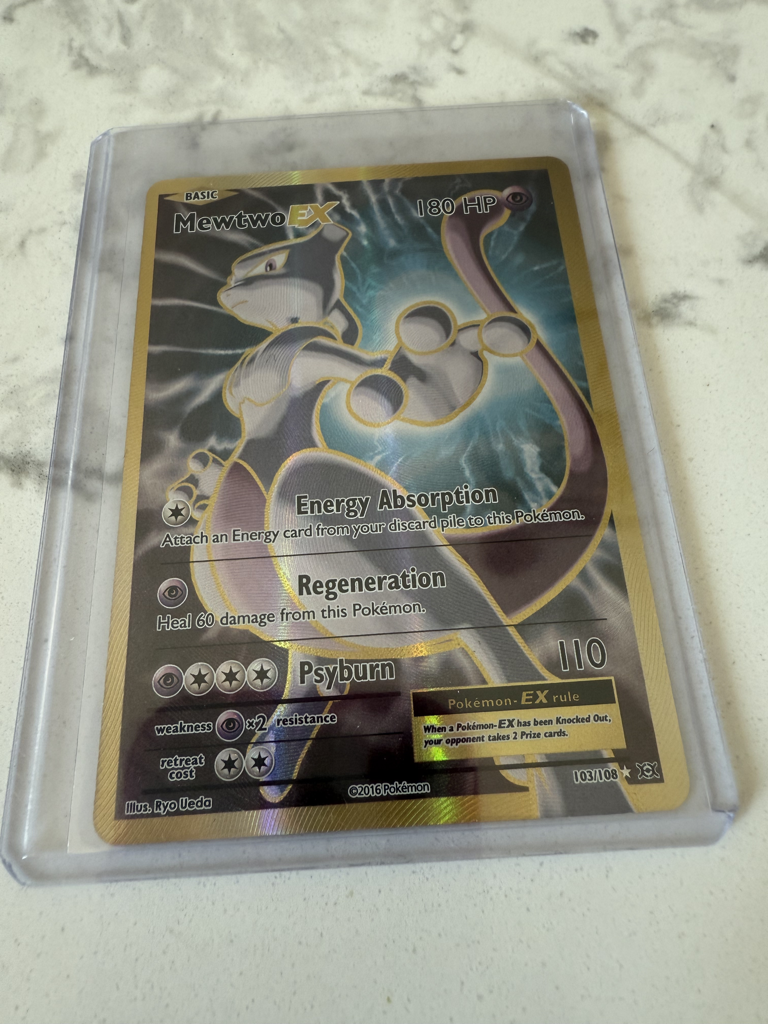 BASIC
MewtwoEX 180 HP
Energy Absorption
Attach an Energy card from your discard pile to this Pokémon.
Regeneration
Heal 60 damage from this Pokémon.
Psyburn 110
Pokémon-EX rule
When a Pokémon-EX has been Knocked Out,
your opponent takes 2 Prize cards.
weakness ×2 resistance
retreat
cost
Illus. Ryo Ueda ©2016 Pokémon 103/108